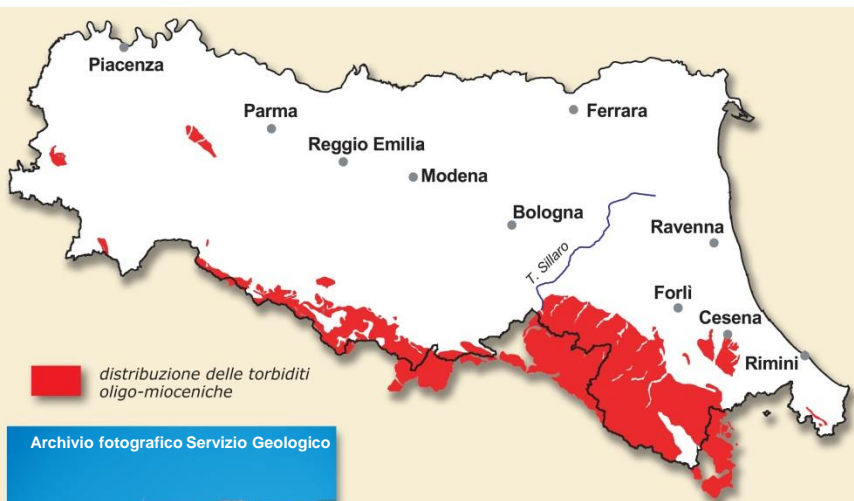 Piacenza
Parma
Ferrara
Reggio Emilia
Modena
Bologna
T. Sillaro
Ravenna
Forlì
Cesena
Rimini
distribuzione delle torbiditi
oligo-mioceniche
Archivio fotografico Servizio Geologico